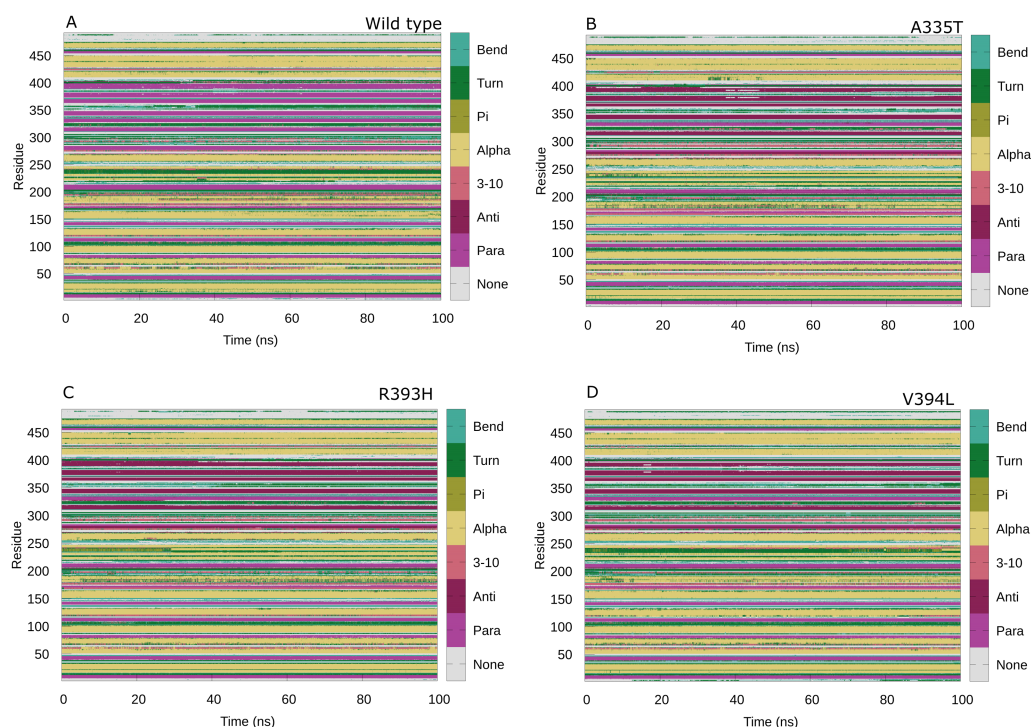 A
Wild type
450
400
350
300
250
200
150
100
50
Residue
0 20 40 60 80 100
Time (ns)
Bend
Turn
Pi
Alpha
3-10
Anti
Para
None
B
A335T
450
400
350
300
250
200
150
100
50
Residue
0 20 40 60 80 100
Time (ns)
Bend
Turn
Pi
Alpha
3-10
Anti
Para
None
C
R393H
450
400
350
300
250
200
150
100
50
Residue
0 20 40 60 80 100
Time (ns)
Bend
Turn
Pi
Alpha
3-10
Anti
Para
None
D
V394L
450
400
350
300
250
200
150
100
50
Residue
0 20 40 60 80 100
Time (ns)
Bend
Turn
Pi
Alpha
3-10
Anti
Para
None